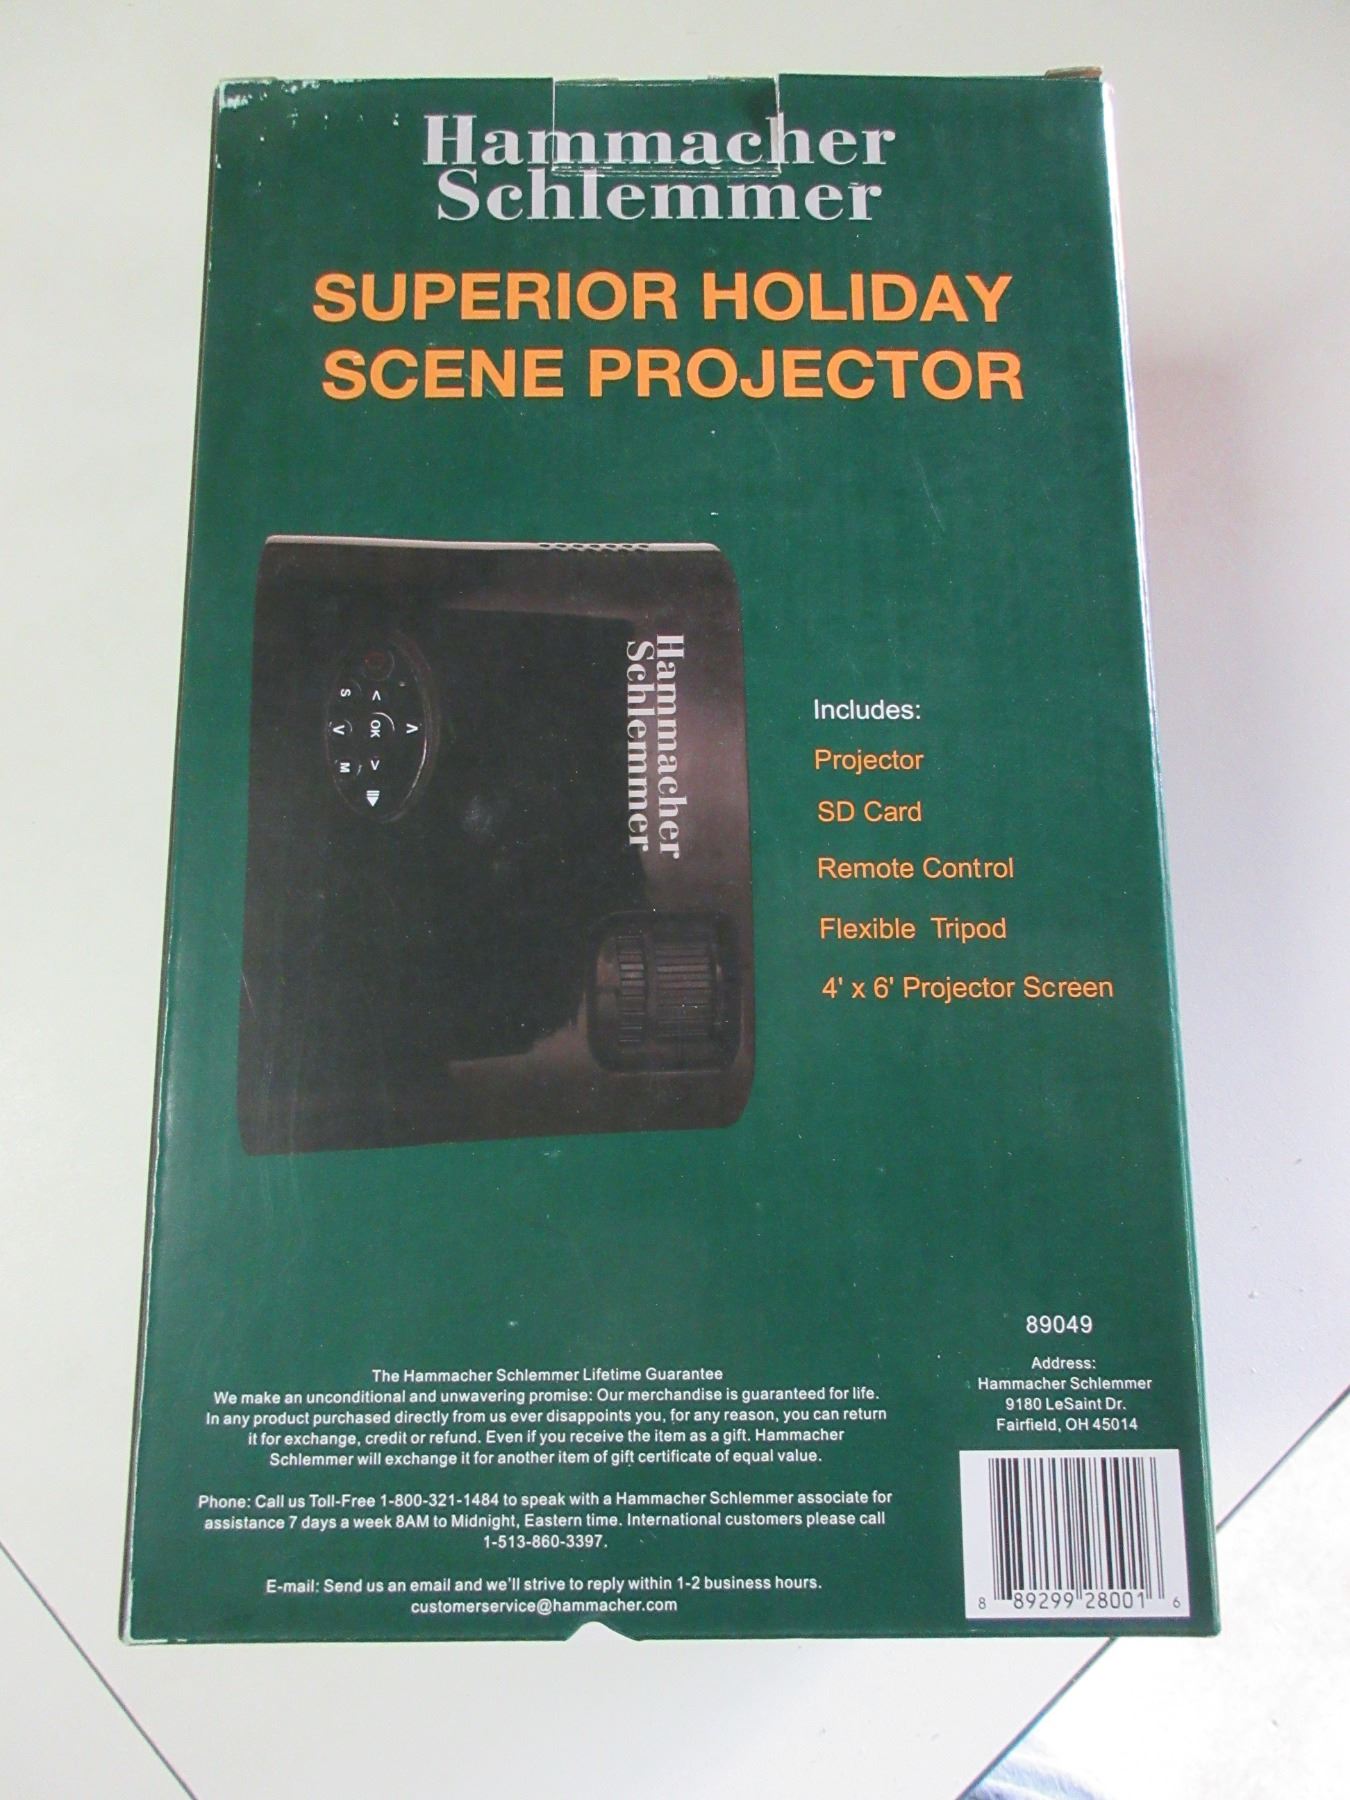 Hammacher
Schlemmer
SUPERIOR HOLIDAY
SCENE PROJECTOR
Hammacher
Schlemmer
S
OK
M
Includes:
Projector
SD Card
Remote Control
Flexible Tripod
4' x 6' Projector Screen
89049
Address:
Hammacher Schlemmer
9180 LeSaint Dr.
Fairfield, OH 45014
The Hammacher Schlemmer Lifetime Guarantee
We make an unconditional and unwavering promise: Our merchandise is guaranteed for life.
In any product purchased directly from us ever disappoints you, for any reason, you can return
it for exchange, credit or refund. Even if you receive the item as a gift. Hammacher
Schlemmer will exchange it for another item of gift certificate of equal value.
Phone: Call us Toll-Free 1-800-321-1484 to speak with a Hammacher Schlemmer associate for
assistance 7 days a week 8AM to Midnight, Eastern time. International customers please call
1-513-860-3397.
E-mail: Send us an email and we'll strive to reply within 1-2 business hours.
customerservice@hammacher.com
8 89299 28001 6